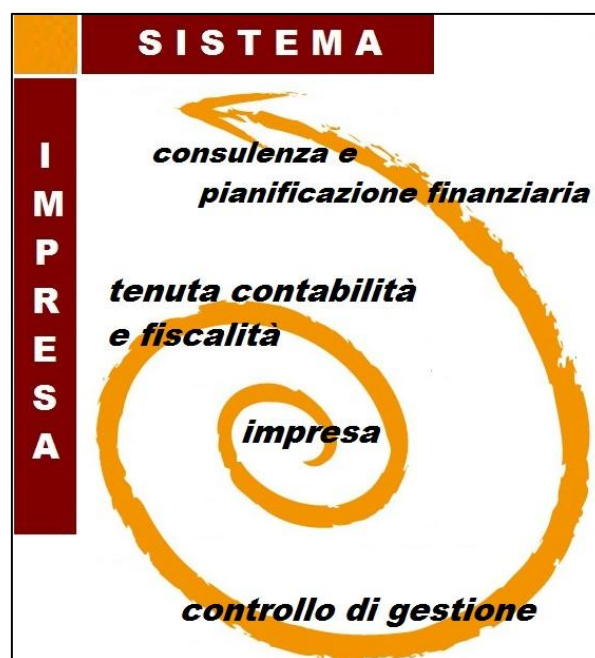 SISTEMA
IMPRESA
consulenza e
pianificazione finanziaria
tenuta contabilità
e fiscalità
impresa
controllo di gestione